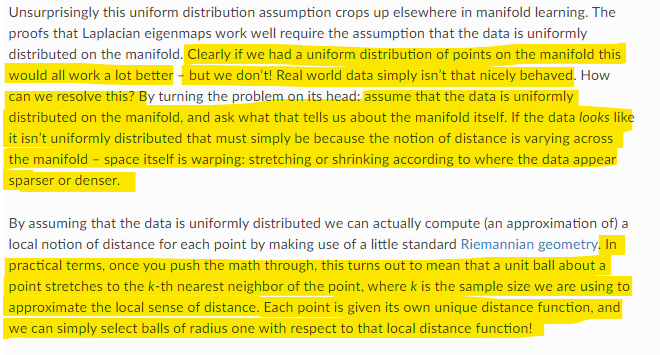 Unsurprisingly this uniform distribution assumption crops up elsewhere in manifold learning. The
proofs that Laplacian eigenmaps work well require the assumption that the data is uniformly
distributed on the manifold. Clearly if we had a uniform distribution of points on the manifold this
would all work a lot better – but we don't! Real world data simply isn't that nicely behaved. How
can we resolve this? By turning the problem on its head: assume that the data is uniformly
distributed on the manifold, and ask what that tells us about the manifold itself. If the data looks like
it isn't uniformly distributed that must simply be because the notion of distance is varying across
the manifold – space itself is warping: stretching or shrinking according to where the data appear
sparser or denser.
By assuming that the data is uniformly distributed we can actually compute (an approximation of) a
local notion of distance for each point by making use of a little standard Riemannian geometry. In
practical terms, once you push the math through, this turns out to mean that a unit ball about a
point stretches to the k-th nearest neighbor of the point, where k is the sample size we are using to
approximate the local sense of distance. Each point is given its own unique distance function, and
we can simply select balls of radius one with respect to that local distance function!